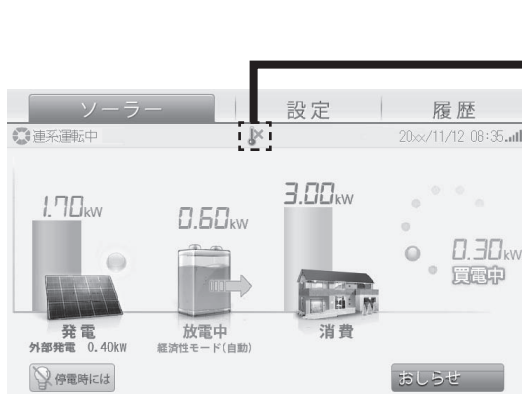 ソーラー 設定 履歴
連系運転中 20××/11/12 08:35
1.70kW 0.60kW 3.00kW 0.30kW
買電中
発電 放電中 消費
外部発電 0.40kW 経済性モード(自動)
停電時には おしらせ